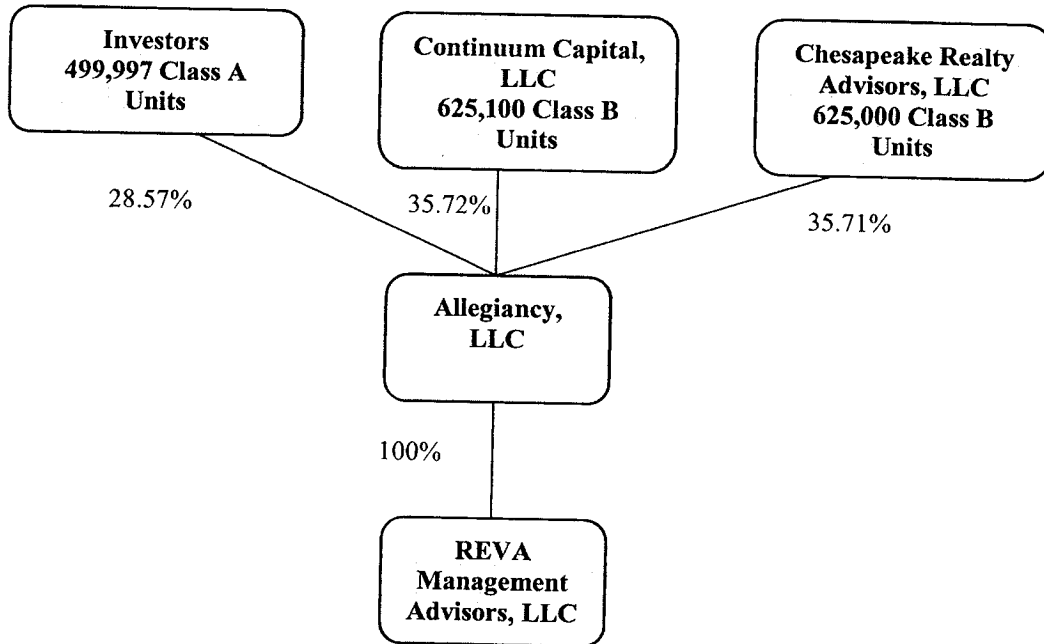 Investors
499,997 Class A
Units
Continuum Capital,
LLC
625,100 Class B
Units
Chesapeake Realty
Advisors, LLC
625,000 Class B
Units
28.57%
35.72%
35.71%
Allegiancy,
LLC
100%
REVA
Management
Advisors, LLC